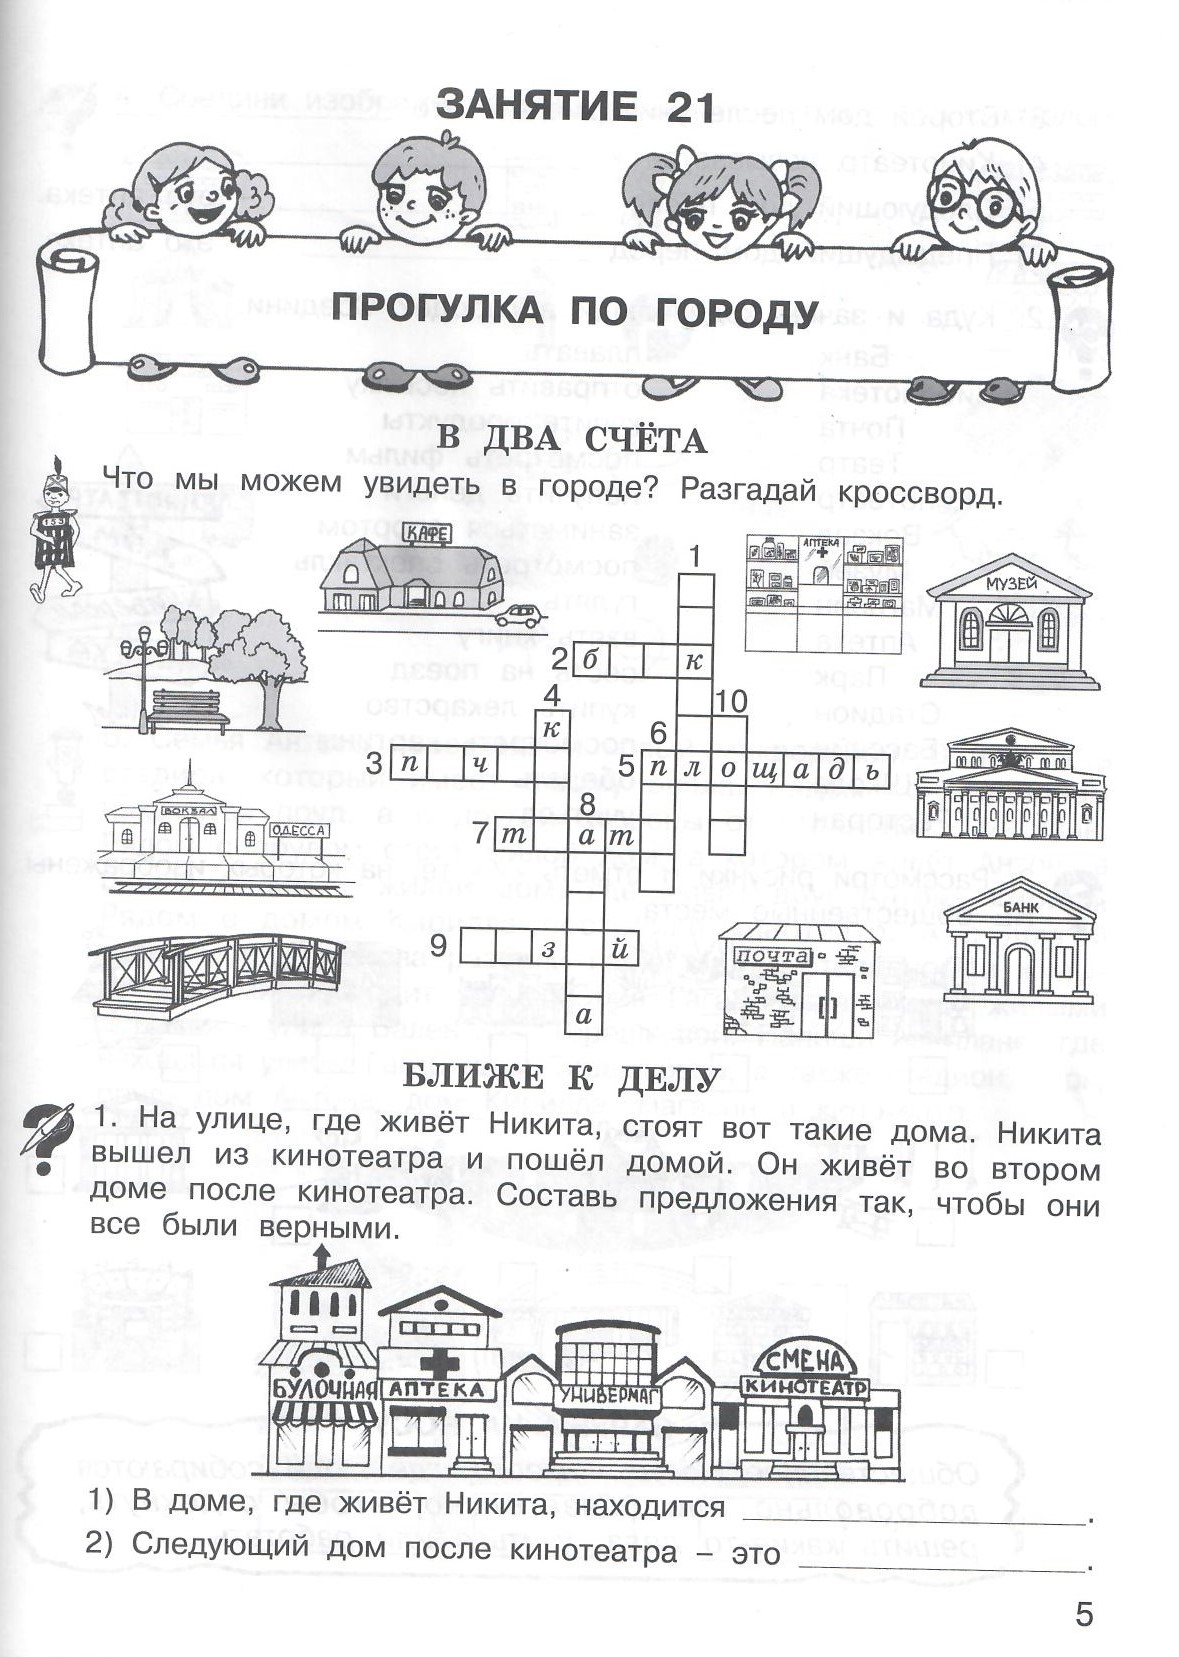 ЗАНЯТИЕ 21
ПРОГУЛКА ПО ГОРОДУ
В ДВА СЧЁТА
Что мы можем увидеть в городе? Разгадай кроссворд.
153
КАФЕ
АПТЕКА
МУЗЕЙ
ВОКЗАЛ
ОДЕССА
почта
БАНК
1
2 б к
4 10
к 6
3 п ч 5 п л о щ а д ь
8
7 т а т
9 з й
а
БЛИЖЕ К ДЕЛУ
1. На улице, где живёт Никита, стоят вот такие дома. Никита
вышел из кинотеатра и пошёл домой. Он живёт во втором
доме после кинотеатра. Составь предложения так, чтобы они
все были верными.
БУЛОЧНАЯ
АПТЕКА
УНИВЕРМАГ
СМЕНА
КИНОТЕАТР
1) В доме, где живёт Никита, находится ____.
2) Следующий дом после кинотеатра – это ____.
5